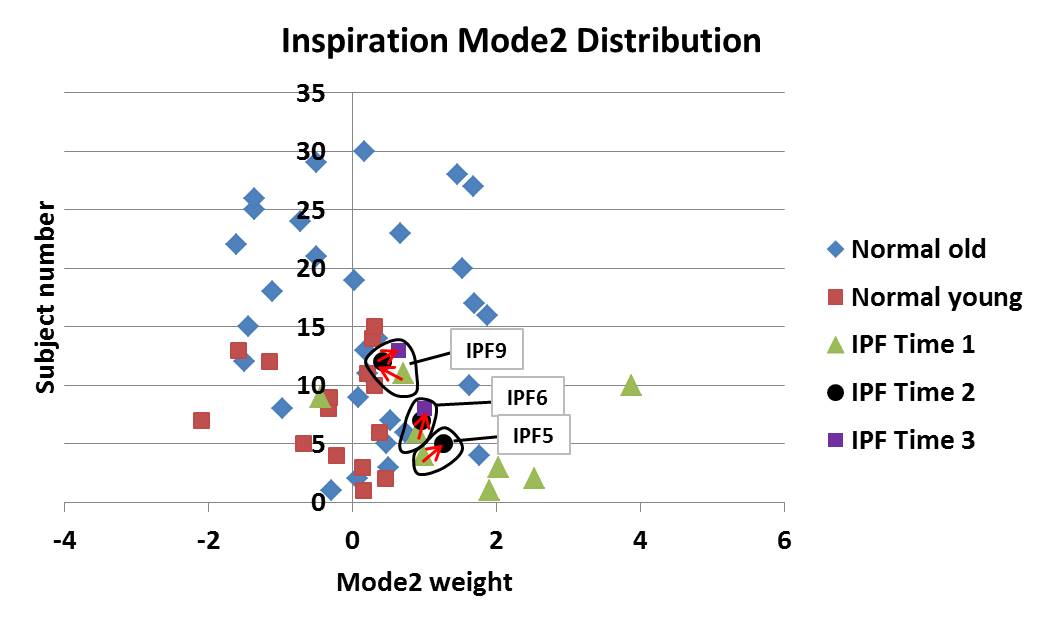 Inspiration Mode2 Distribution
35
30
25
20
15
10
5
0
-4
-2
0
2
4
6
Subject number
Mode2 weight
IPF9
IPF6
IPF5
Normal old
Normal young
IPF Time 1
IPF Time 2
IPF Time 3